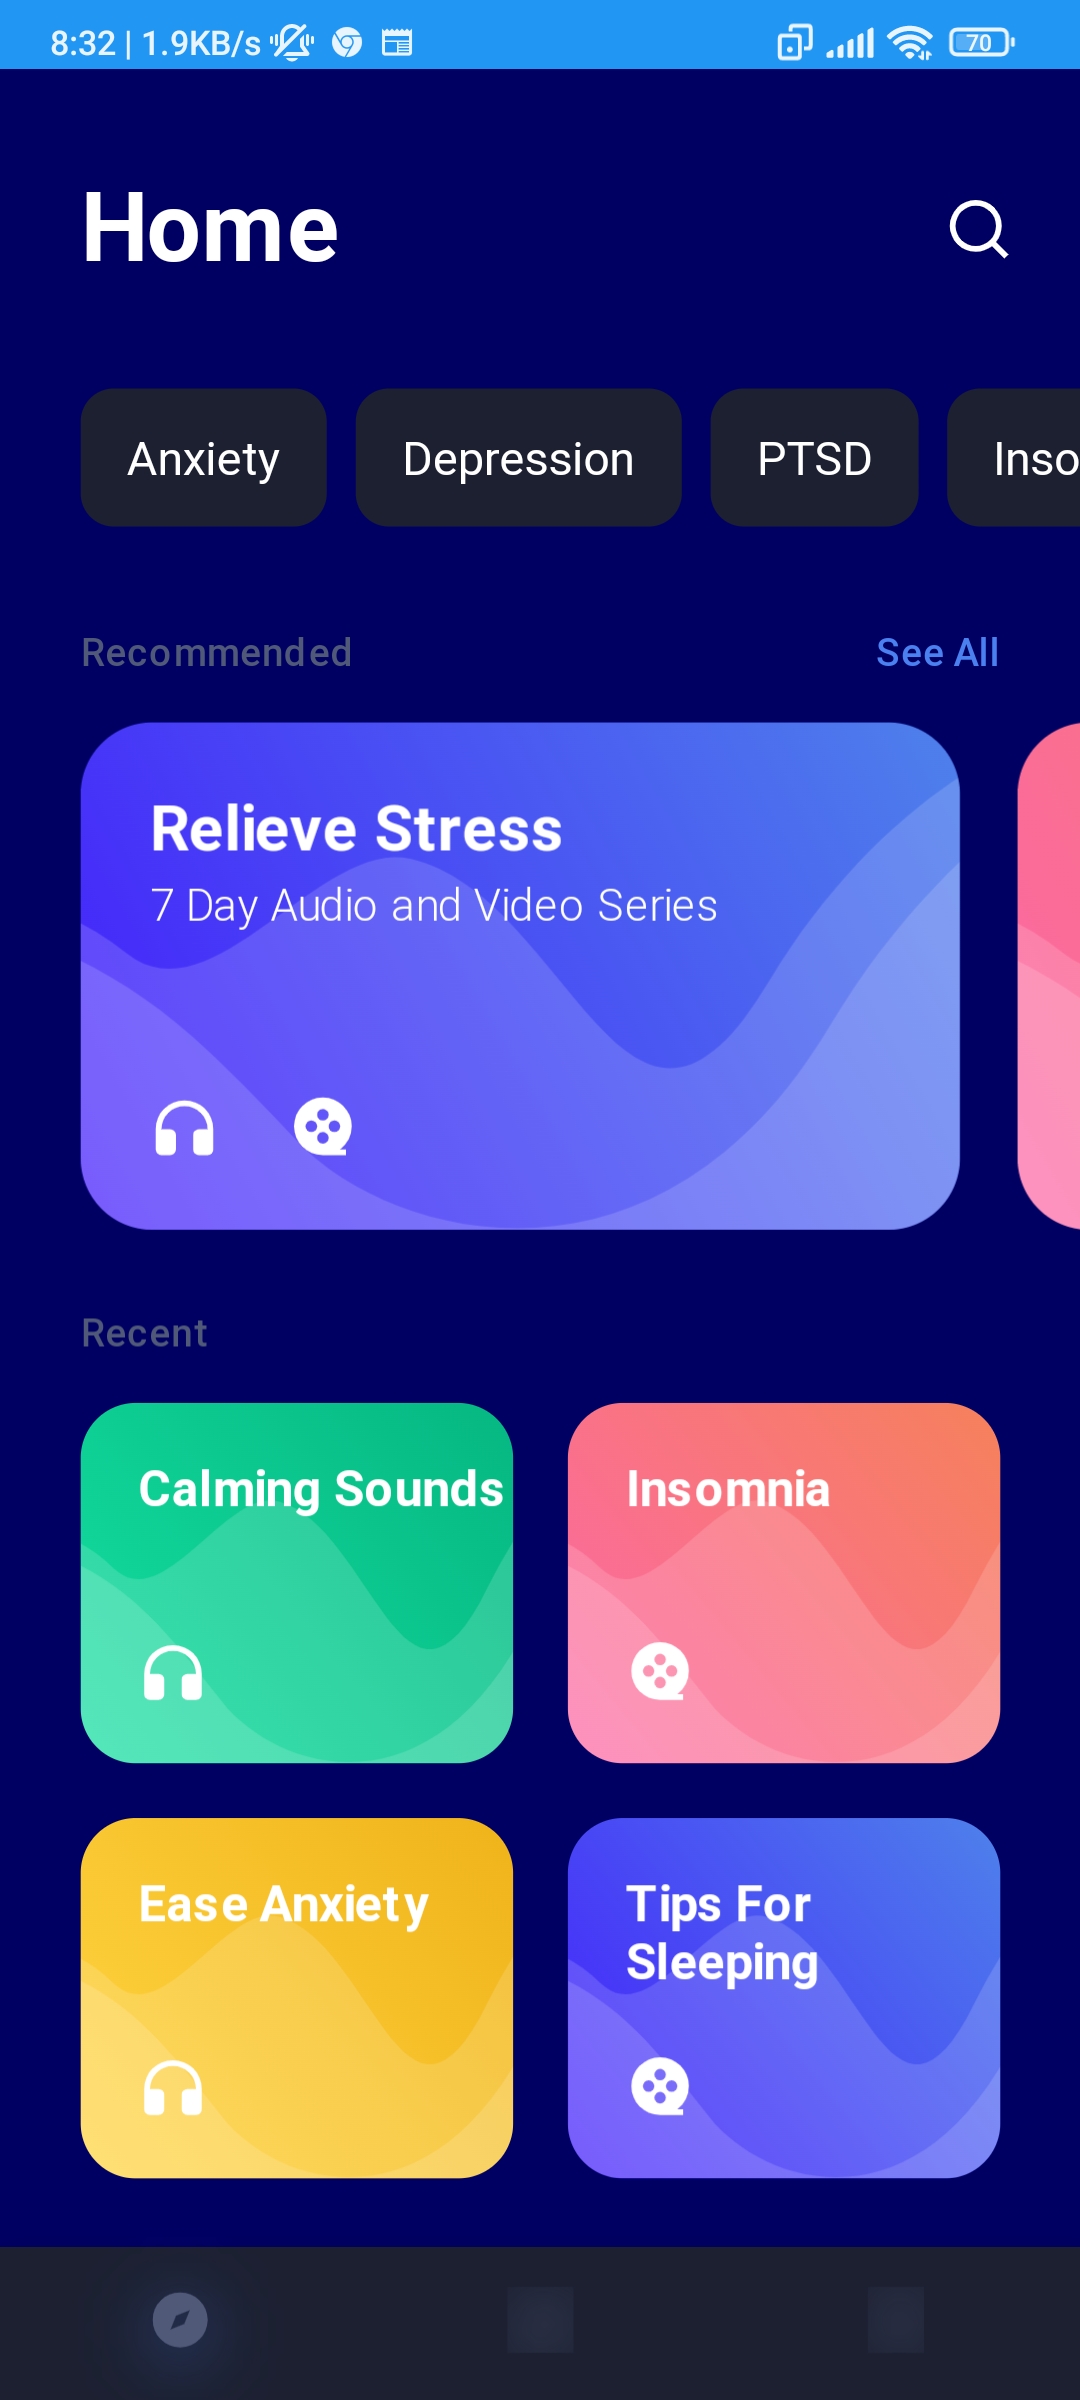 8:32 | 1.9KB/s
70
Home
Anxiety Depression PTSD Inso
Recommended See All
Relieve Stress
7 Day Audio and Video Series
Recent
Calming Sounds Insomnia
Ease Anxiety
Tips For
Sleeping